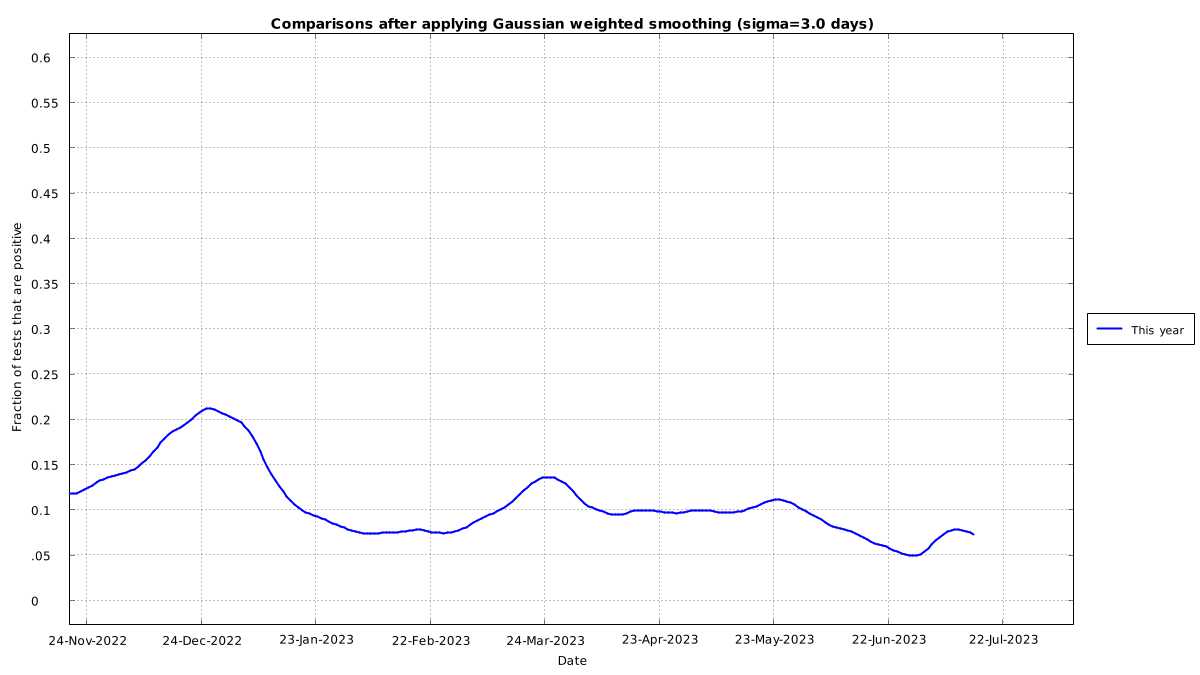 Comparisons after applying Gaussian weighted smoothing (sigma=3.0 days)
0.6
0.55
0.5
0.45
0.4
0.35
0.3
0.25
0.2
0.15
0.1
.05
0
Fraction of tests that are positive
This year
24-Nov-2022
24-Dec-2022
23-Jan-2023
22-Feb-2023
24-Mar-2023
23-Apr-2023
23-May-2023
22-Jun-2023
22-Jul-2023
Date